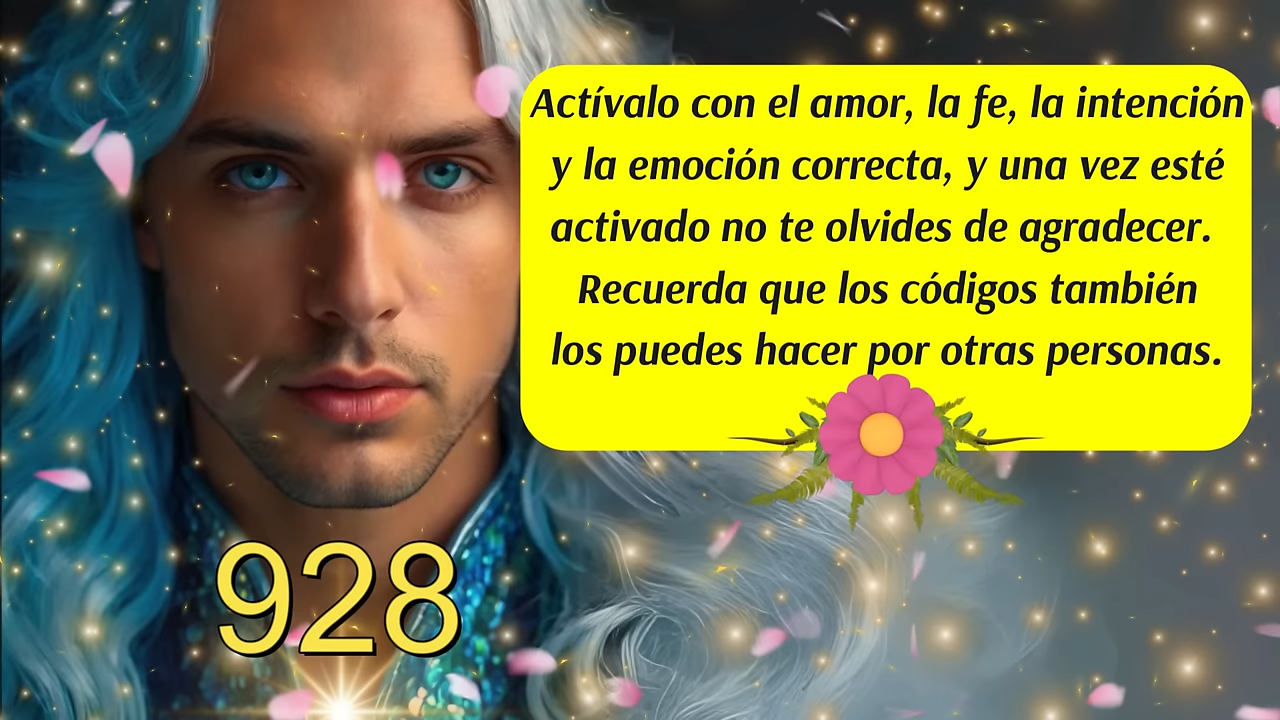 Actívalo con el amor, la fe, la intención
y la emoción correcta, y una vez esté
activado no te olvides de agradecer.
Recuerda que los códigos también
los puedes hacer por otras personas.
928